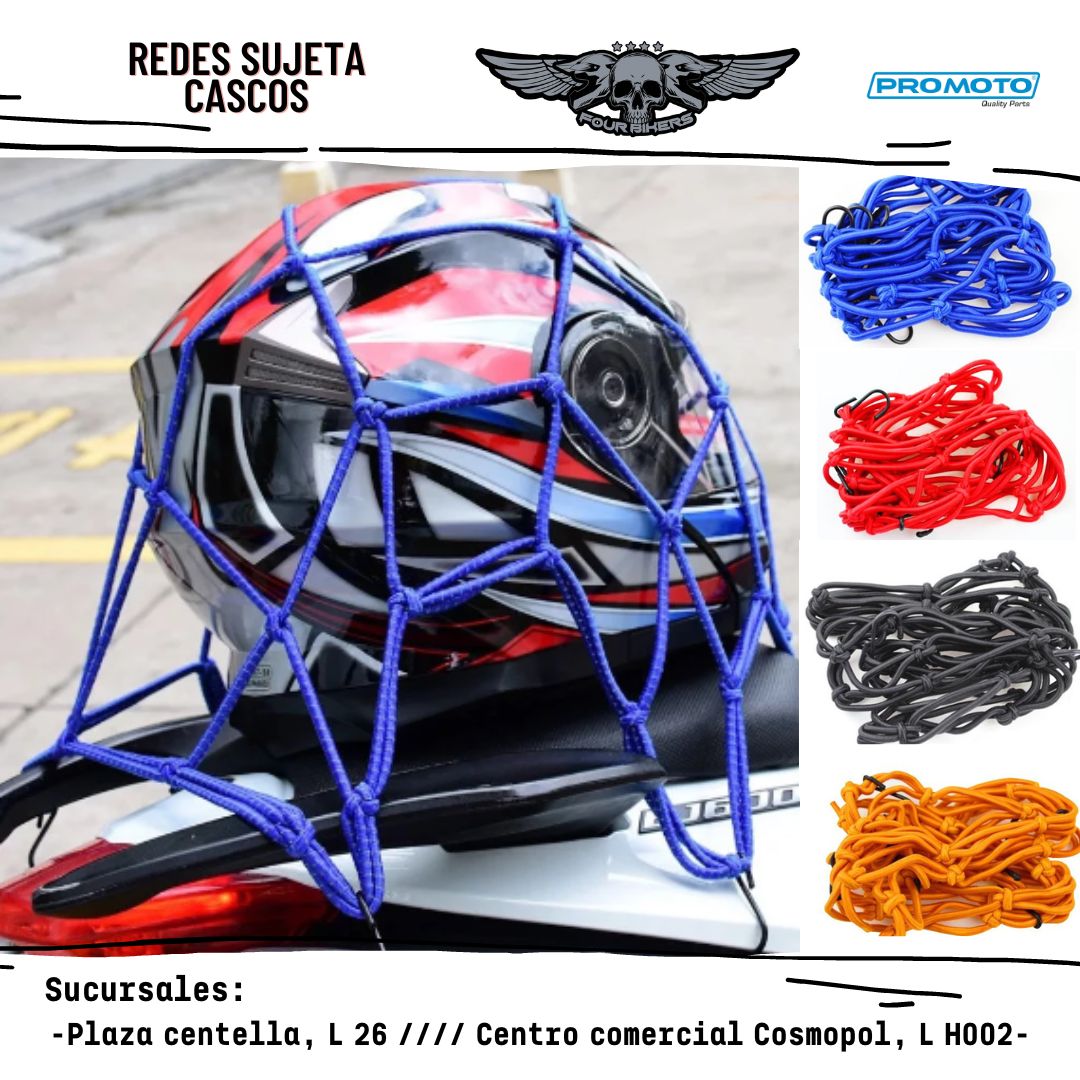 REDES SUJETA
CASCOS
FOUR BIKERS
PROMOTO®
Quality Parts
Sucursales:
-Plaza centella, L 26 //// Centro comercial Cosmopol, L H002-